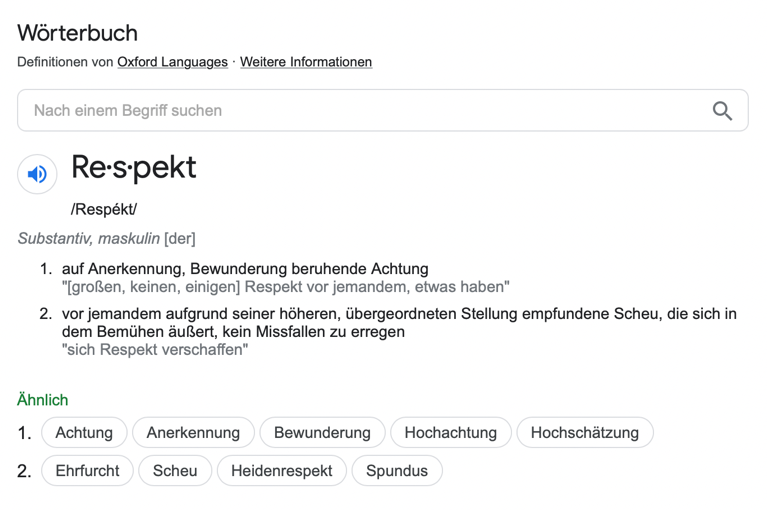 Wörterbuch
Definitionen von Oxford Languages · Weitere Informationen
Nach einem Begriff suchen
Re·s·pekt
/Respékt/
Substantiv, maskulin [der]
1. auf Anerkennung, Bewunderung beruhende Achtung
"[großen, keinen, einigen] Respekt vor jemandem, etwas haben"
2. vor jemandem aufgrund seiner höheren, übergeordneten Stellung empfundene Scheu, die sich in
dem Bemühen äußert, kein Missfallen zu erregen
"sich Respekt verschaffen"
Ähnlich
1. Achtung Anerkennung Bewunderung Hochachtung Hochschätzung
2. Ehrfurcht Scheu Heidenrespekt Spundus